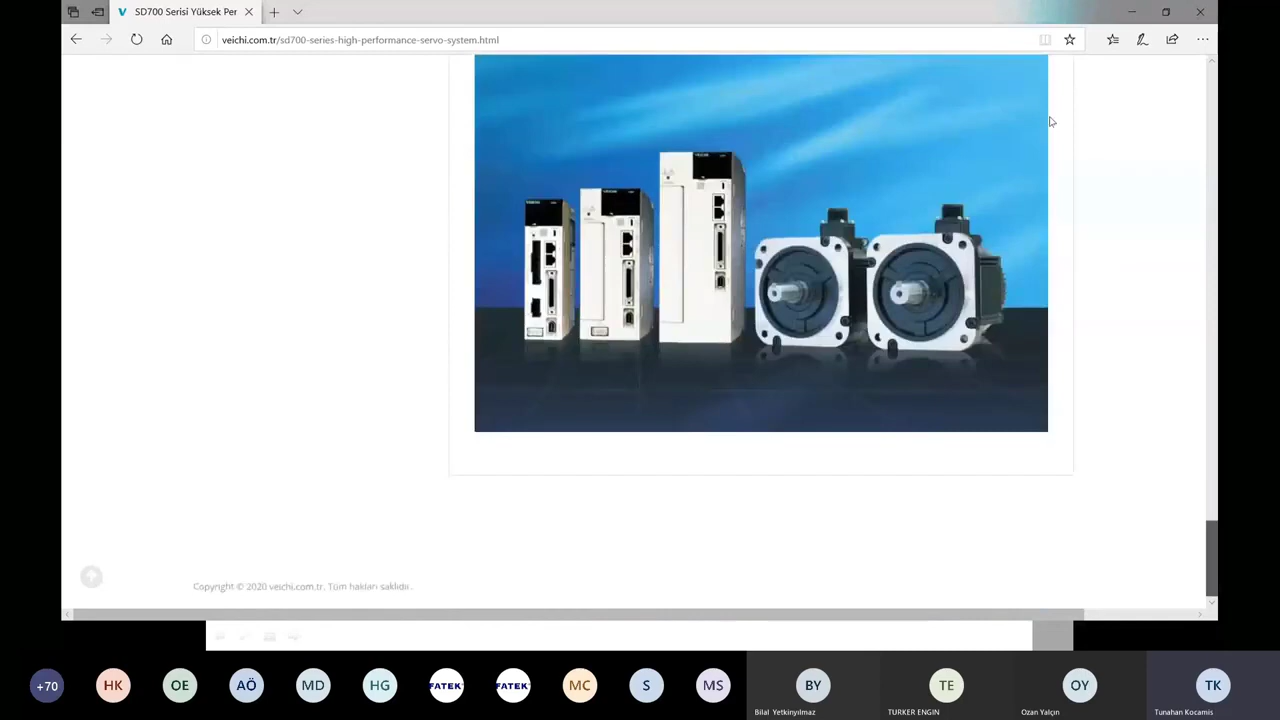 SD700 Serisi Yüksek Per
veichi.com.tr/sd700-series-high-performance-servo-system.html
Copyright © 2020 veichi.com.tr. Tüm hakları saklıdır.
+70
HK
OE
AÖ
MD
HG
FATEK
FATEK
MC
S
MS
BY
TE
OY
TK
Bilal Yetkinyılmaz
TURKER ENGIN
Ozan Yalçın
Tunahan Kocamis